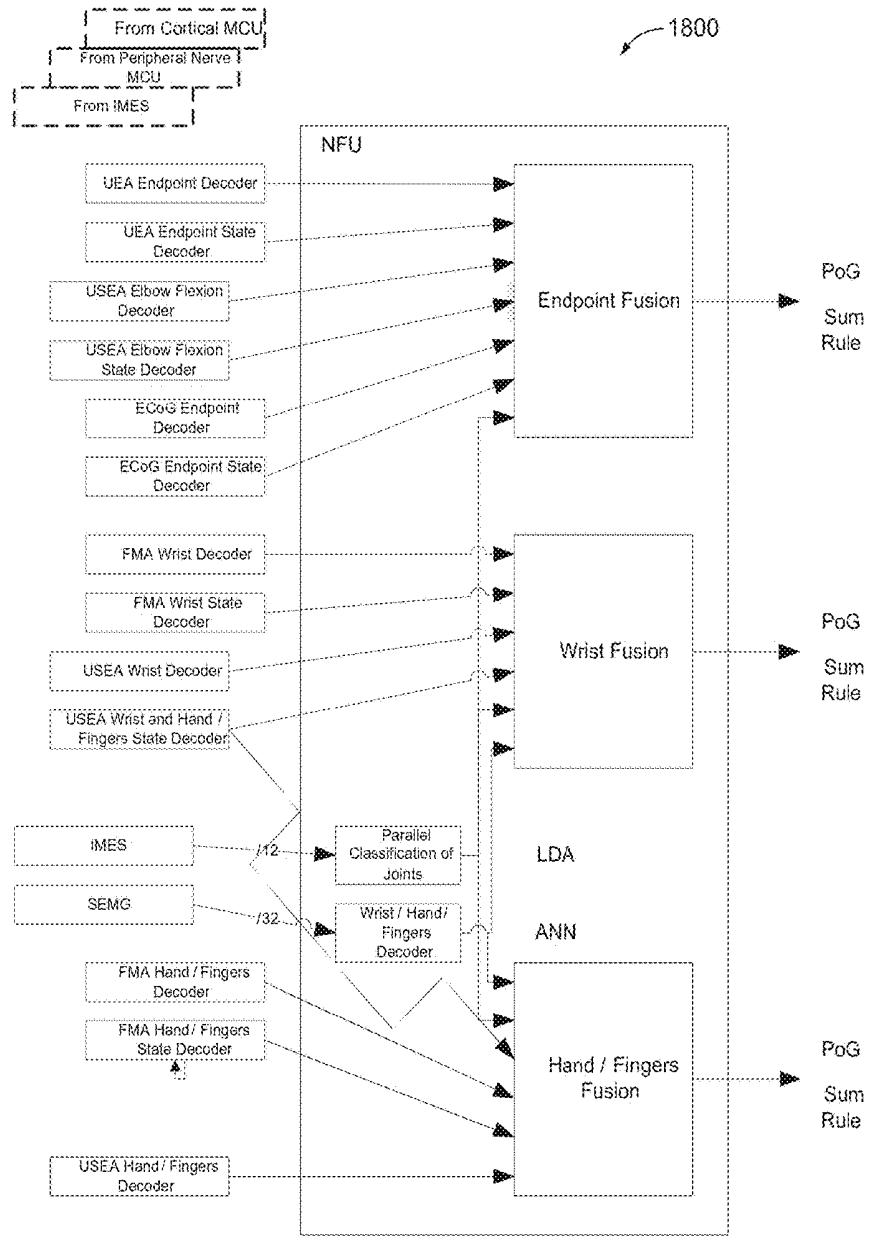 From Cortical MCU
From Peripheral Nerve
MCU
From IMES
1800
NFU
UEA Endpoint Decoder
UEA Endpoint State
Decoder
USEA Elbow Flexion
Decoder
USEA Elbow Flexion
State Decoder
ECoG Endpoint
Decoder
ECoG Endpoint State
Decoder
Endpoint Fusion
PoG
Sum
Rule
FMA Wrist Decoder
FMA Wrist State
Decoder
USEA Wrist Decoder
USEA Wrist and Hand /
Fingers State Decoder
Wrist Fusion
PoG
Sum
Rule
IMES
/12
Parallel
Classification of
Joints
LDA
SEMG
/32
Wrist / Hand /
Fingers
Decoder
ANN
FMA Hand / Fingers
Decoder
FMA Hand / Fingers
State Decoder
USEA Hand / Fingers
Decoder
Hand / Fingers
Fusion
PoG
Sum
Rule